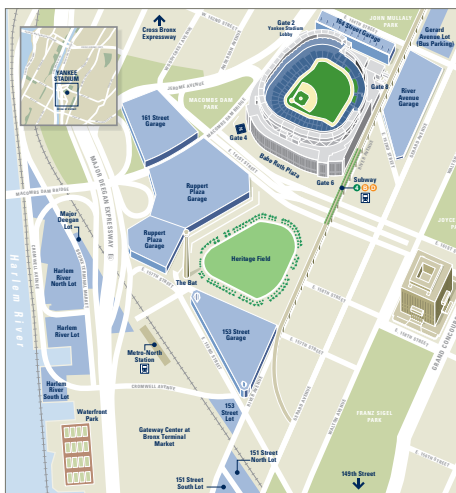 YANKEE
STADIUM
Cross Bronx
Expressway
Gate 2
Yankee Stadium
Lobby
164 Street Garage
JOHN MULLALY
PARK
Gerard
Avenue Lot
(Bus Parking)
JEROME AVENUE
MACOMBS DAM
PARK
Gate 8
River
Avenue
Garage
161 Street
Garage
Gate 4
Babe Ruth Plaza
Gate 6
Subway
4 B D
MACOMBS DAM BRIDGE
MAJOR DEEGAN EXPRESSWAY
Ruppert
Plaza
Garage
Major
Deegan
Lot
Ruppert
Plaza
Garage
Heritage Field
The Bat
Harlem River
Harlem
River
North Lot
Harlem
River Lot
153 Street
Garage
Metro-North
Station
GRAND CONCOURSE
Harlem
River
South Lot
CROMWELL AVENUE
153
Street
Lot
Waterfront
Park
Gateway Center at
Bronx Terminal
Market
FRANZ SIGEL
PARK
151 Street
North Lot
151 Street
South Lot
149th Street